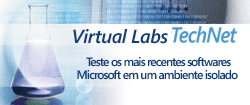 Virtual Labs TechNet
Teste os mais recentes softwares
Microsoft em um ambiente isolado